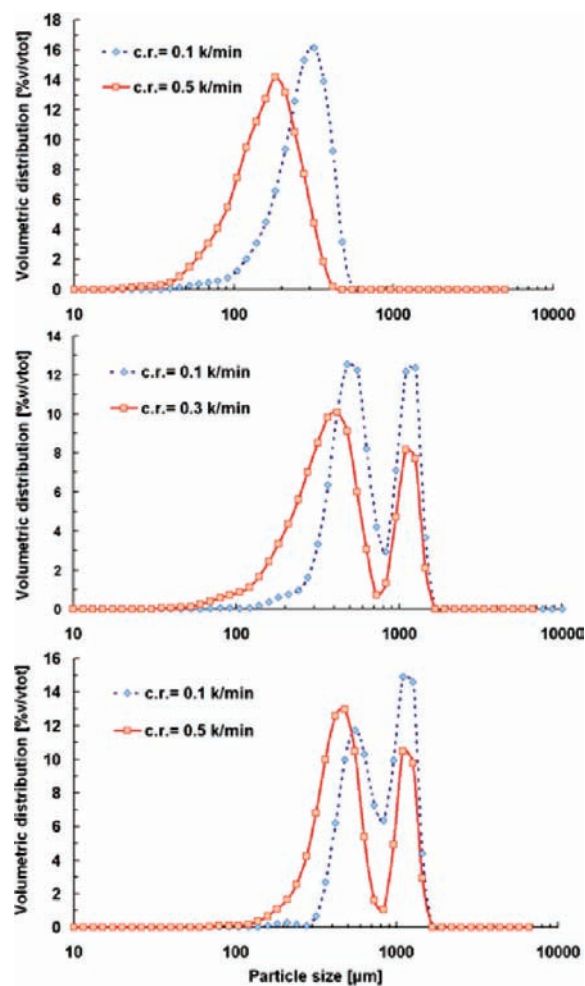 Volumetric distribution [%v/vtot]
18
16
14
12
10
8
6
4
2
0
c.r.= 0.1 k/min
c.r.= 0.5 k/min
10 100 1000 10000
Volumetric distribution [%v/vtot]
14
12
10
8
6
4
2
0
c.r.= 0.1 k/min
c.r.= 0.3 k/min
10 100 1000 10000
Volumetric distribution [%v/vtot]
16
14
12
10
8
6
4
2
0
c.r.= 0.1 k/min
c.r.= 0.5 k/min
10 100 1000 10000
Particle size [µm]